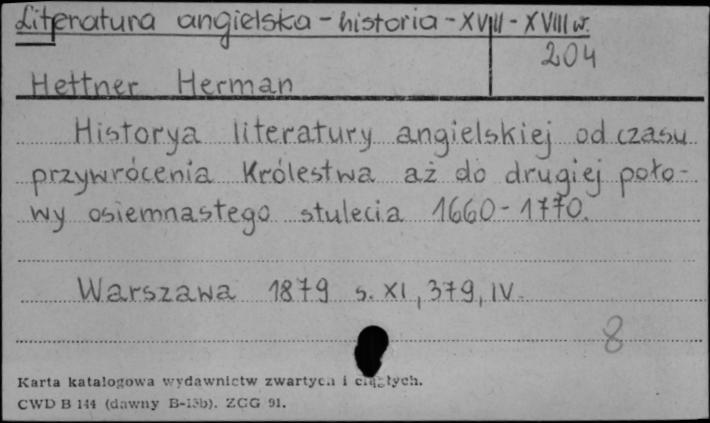 Literatura angielska - historia - XVIII - XVIII w.
204
Hettner Herman
Historya literatury angielskiej od czasu
przywrócenia Królestwa aż do drugiej poło-
wy osiemnastego stulecia 1660-1770.
Warszawa 1879 s. XI, 379, IV.
8
Karta katalogowa wydawnictw zwartych i ciągłych.
CWD B 144 (dawny B-15b). ZCG 91.